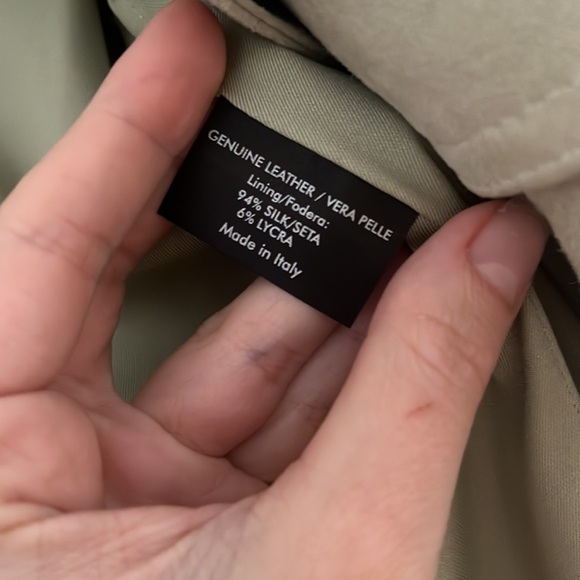 GENUINE LEATHER / VERA PELLE
Lining/Fodera:
94% SILK/SETA
6% LYCRA
Made in Italy